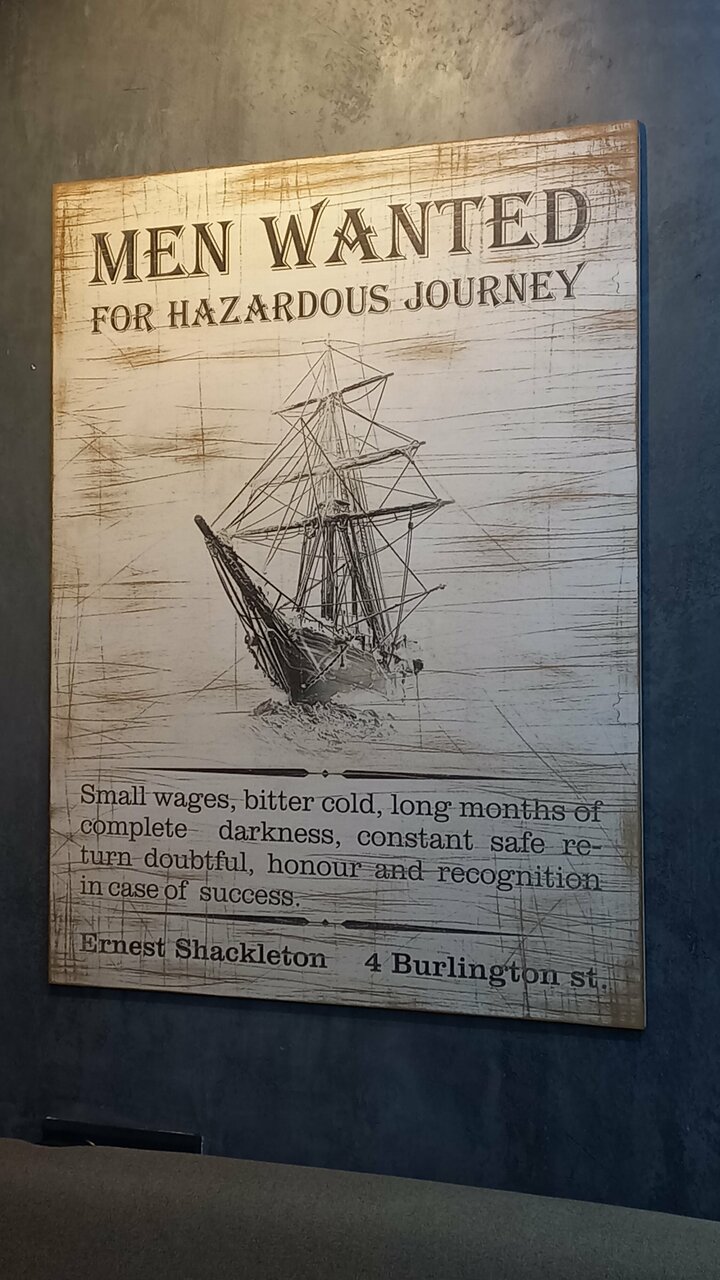 MEN WANTED
FOR HAZARDOUS JOURNEY
Small wages, bitter cold, long months of
complete darkness, constant safe re-
turn doubtful, honour and recognition
in case of success.
Ernest Shackleton 4 Burlington st.